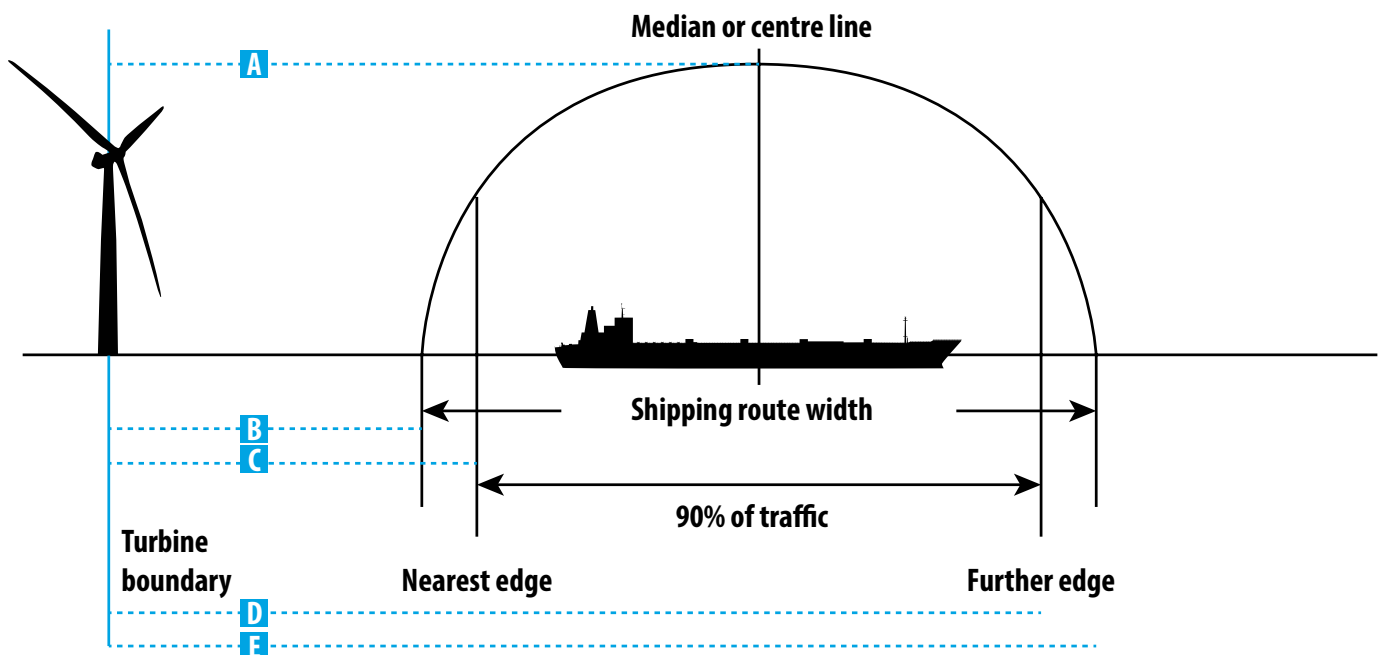 Median or centre line
A
Shipping route width
B
C
90% of traffic
Turbine
boundary
Nearest edge
Further edge
D
E